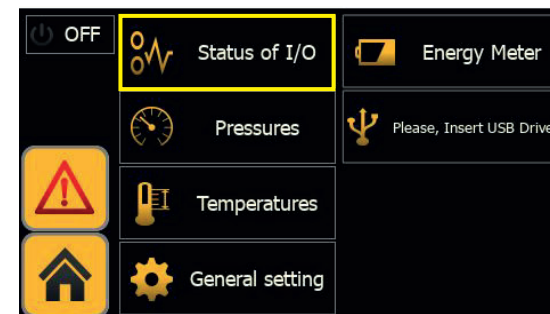 OFF
Status of I/O
Energy Meter
Pressures
Please, Insert USB Drive
Temperatures
General setting